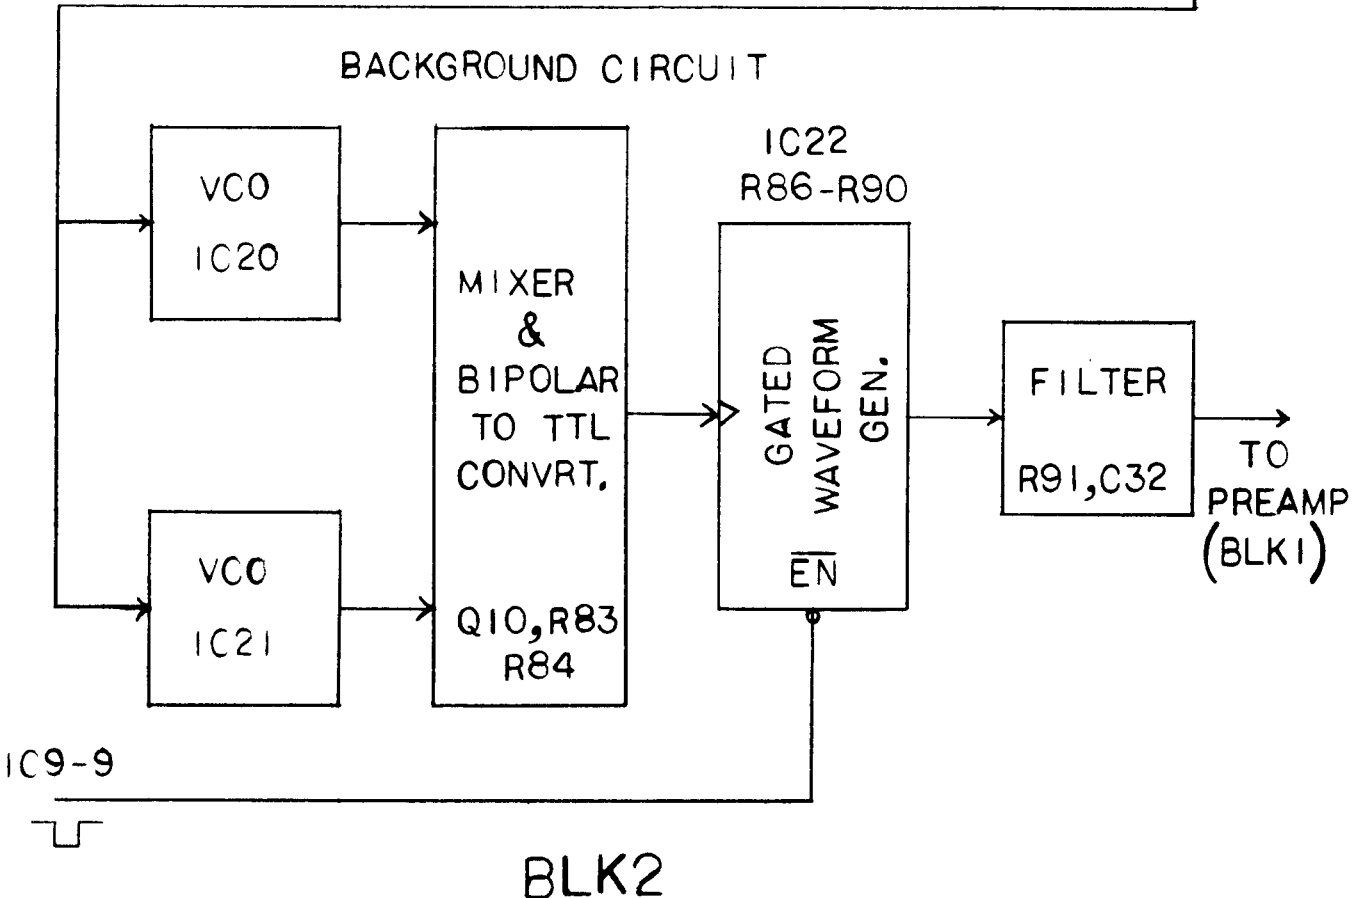 BACKGROUND CIRCUIT
VCO
IC20
MIXER
&
BIPOLAR
TO TTL
CONVRT.
Q10,R83
R84
VCO
IC21
IC22
R86-R90
GATED
WAVEFORM
GEN.
EN
FILTER
R91,C32
TO
PREAMP
(BLK1)
IC9-9
BLK2